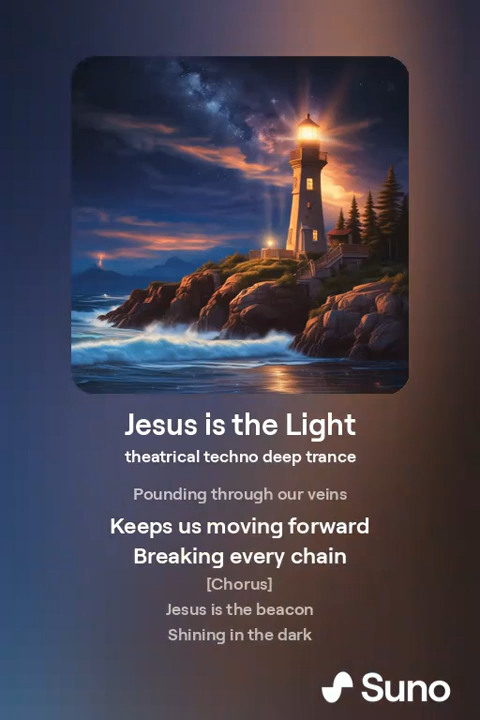 Jesus is the Light
theatrical techno deep trance
Pounding through our veins
Keeps us moving forward
Breaking every chain
[Chorus]
Jesus is the beacon
Shining in the dark
Suno